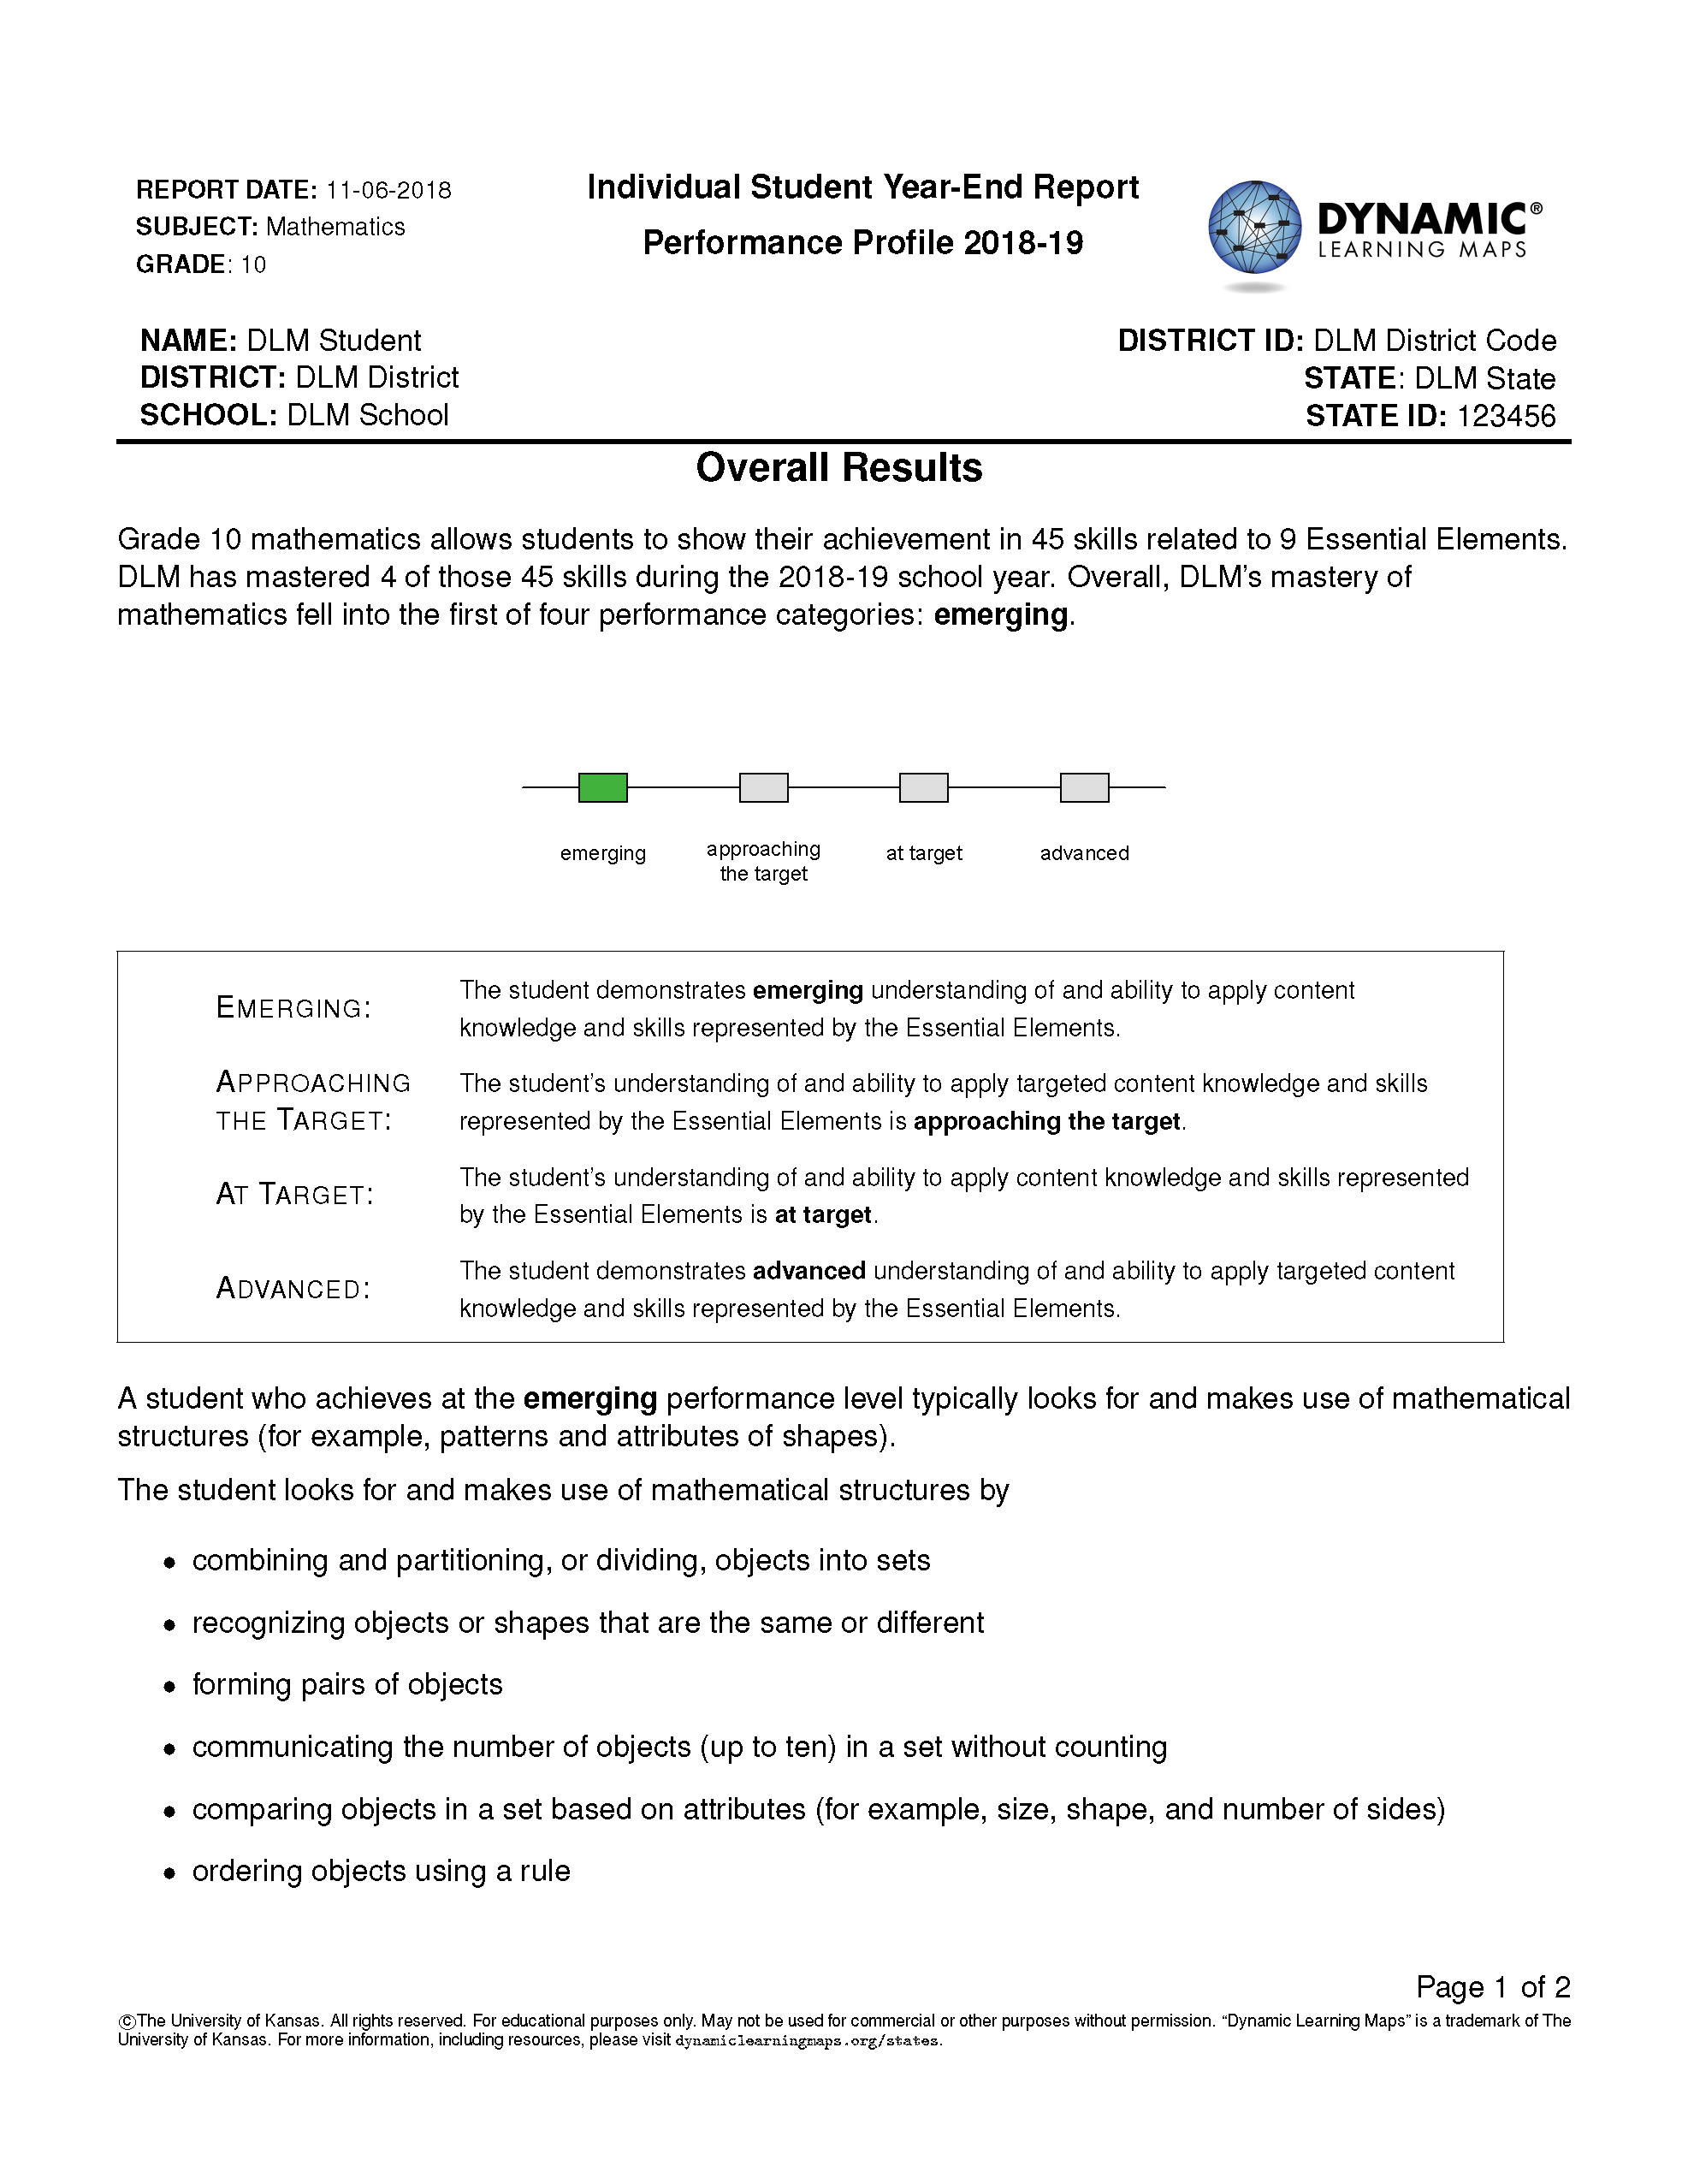 REPORT DATE: 11-06-2018
SUBJECT: Mathematics
GRADE: 10
Individual Student Year-End Report
Performance Profile 2018-19
DYNAMIC®
LEARNING MAPS
NAME: DLM Student
DISTRICT: DLM District
SCHOOL: DLM School
DISTRICT ID: DLM District Code
STATE: DLM State
STATE ID: 123456
Overall Results
Grade 10 mathematics allows students to show their achievement in 45 skills related to 9 Essential Elements.
DLM has mastered 4 of those 45 skills during the 2018-19 school year. Overall, DLM's mastery of
mathematics fell into the first of four performance categories: emerging.
emerging
approaching
the target
at target
advanced
EMERGING:
The student demonstrates emerging understanding of and ability to apply content
knowledge and skills represented by the Essential Elements.
APPROACHING
THE TARGET:
The student's understanding of and ability to apply targeted content knowledge and skills
represented by the Essential Elements is approaching the target.
AT TARGET:
The student's understanding of and ability to apply content knowledge and skills represented
by the Essential Elements is at target.
ADVANCED:
The student demonstrates advanced understanding of and ability to apply targeted content
knowledge and skills represented by the Essential Elements.
A student who achieves at the emerging performance level typically looks for and makes use of mathematical
structures (for example, patterns and attributes of shapes).
The student looks for and makes use of mathematical structures by
• combining and partitioning, or dividing, objects into sets
• recognizing objects or shapes that are the same or different
• forming pairs of objects
• communicating the number of objects (up to ten) in a set without counting
• comparing objects in a set based on attributes (for example, size, shape, and number of sides)
• ordering objects using a rule
Page 1 of 2
©The University of Kansas. All rights reserved. For educational purposes only. May not be used for commercial or other purposes without permission. “Dynamic Learning Maps” is a trademark of The
University of Kansas. For more information, including resources, please visit dynamiclearningmaps.org/states.